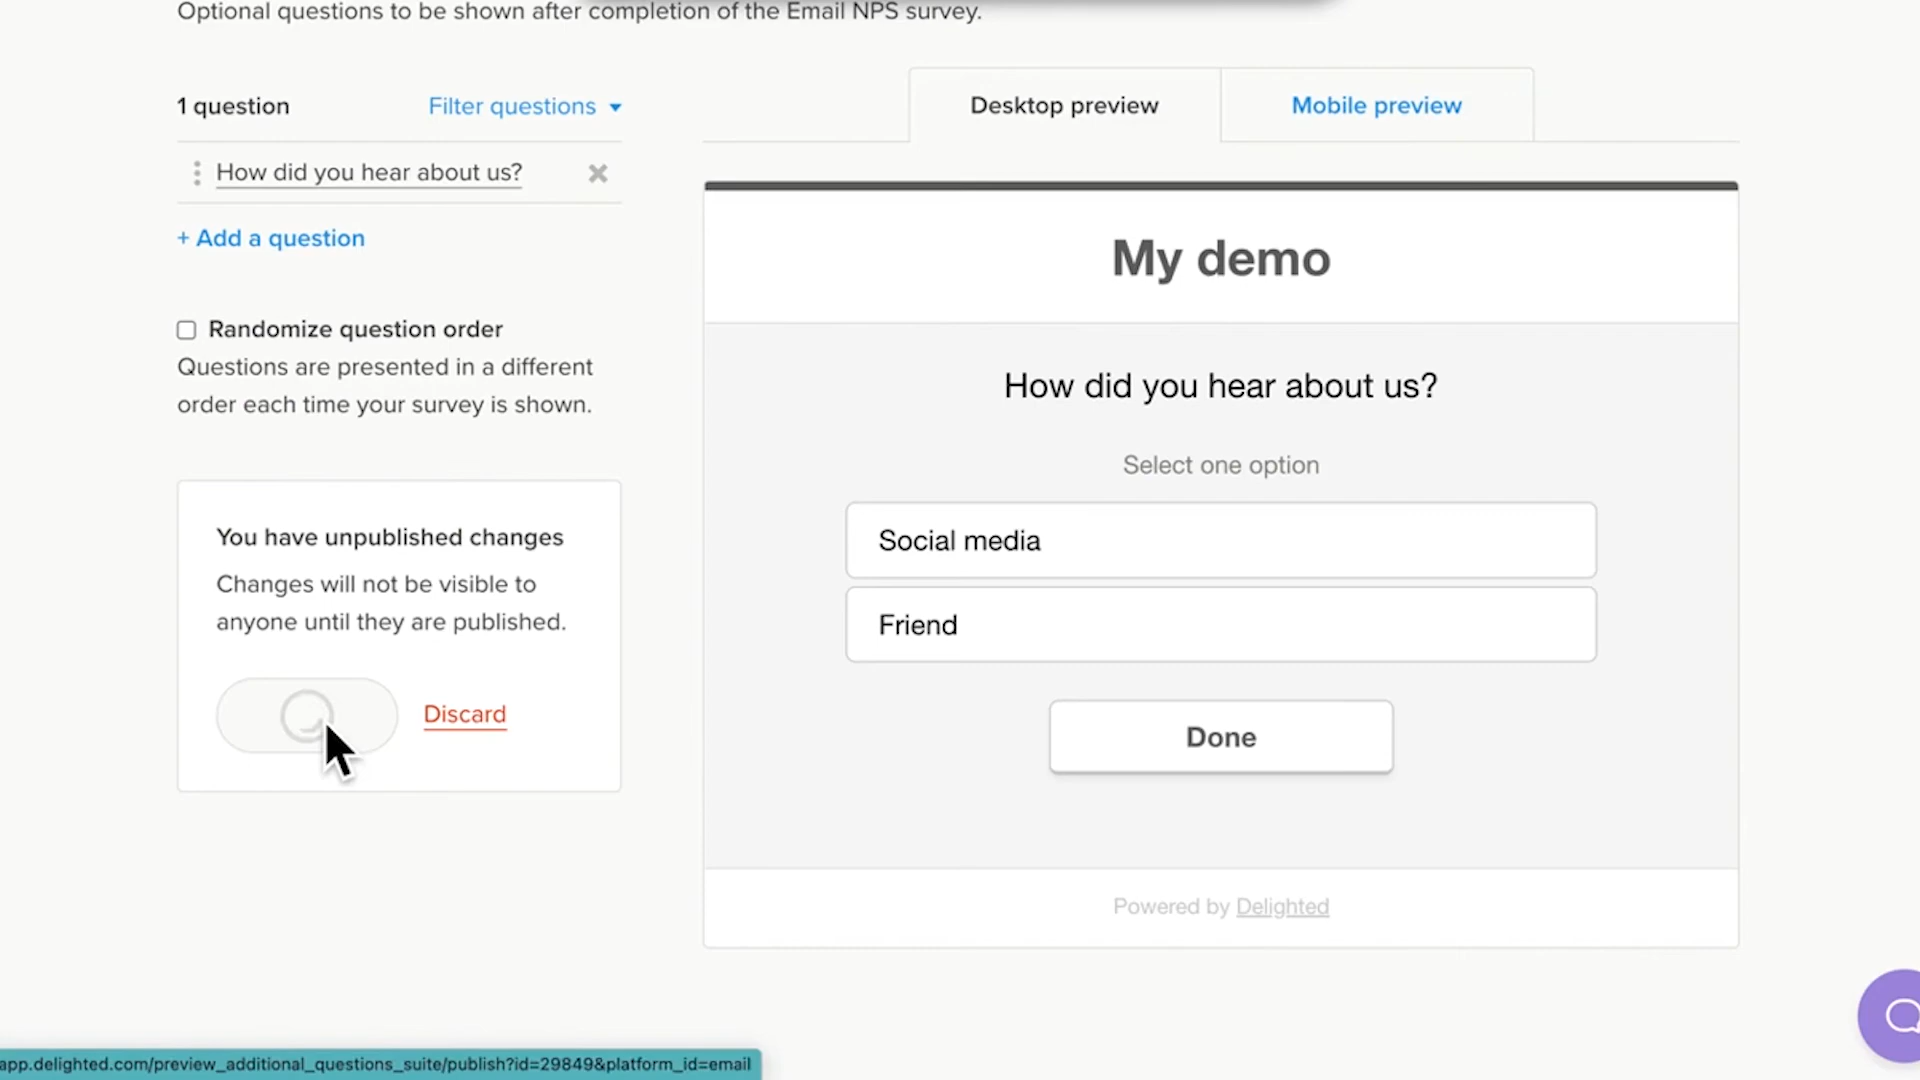 Optional questions to be shown after completion of the Email NPS survey.
1 question
Filter questions
How did you hear about us?
+ Add a question
Randomize question order
Questions are presented in a different
order each time your survey is shown.
You have unpublished changes
Changes will not be visible to
anyone until they are published.
Discard
Desktop preview
Mobile preview
My demo
How did you hear about us?
Select one option
Social media
Friend
Done
Powered by Delighted
app.delighted.com/preview_additional_questions_suite/publish?id=29849&platform_id=email